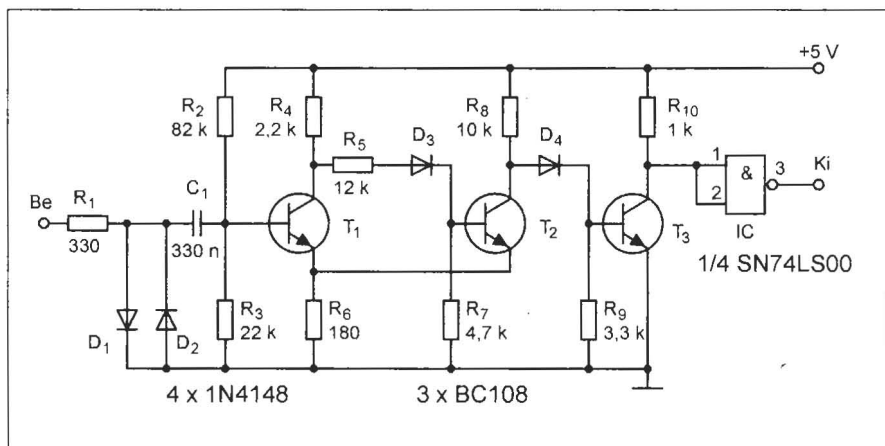 +5 V
R2
82 k
R4
2,2 k
R5
12 k
D3
R8
10 k
D4
R10
1 k
1
2
&
3
Ki
IC
1/4 SN74LS00
Be
R1
330
C1
330 n
T1
T2
T3
D1
D2
R3
22 k
R6
180
R7
4,7 k
R9
3,3 k
4 x 1N4148
3 x BC108